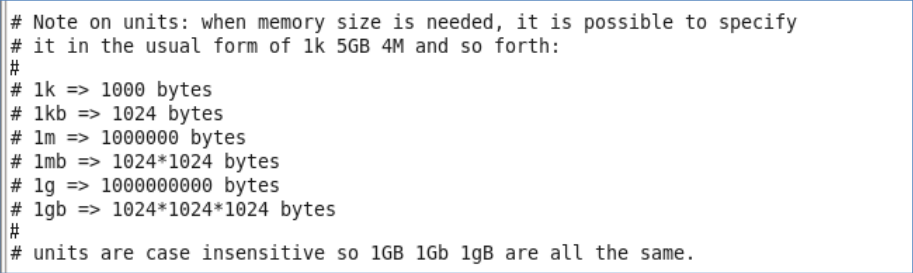 # Note on units: when memory size is needed, it is possible to specify
# it in the usual form of 1k 5GB 4M and so forth:
#
# 1k => 1000 bytes
# 1kb => 1024 bytes
# 1m => 1000000 bytes
# 1mb => 1024*1024 bytes
# 1g => 1000000000 bytes
# 1gb => 1024*1024*1024 bytes
#
# units are case insensitive so 1GB 1Gb 1gB are all the same.